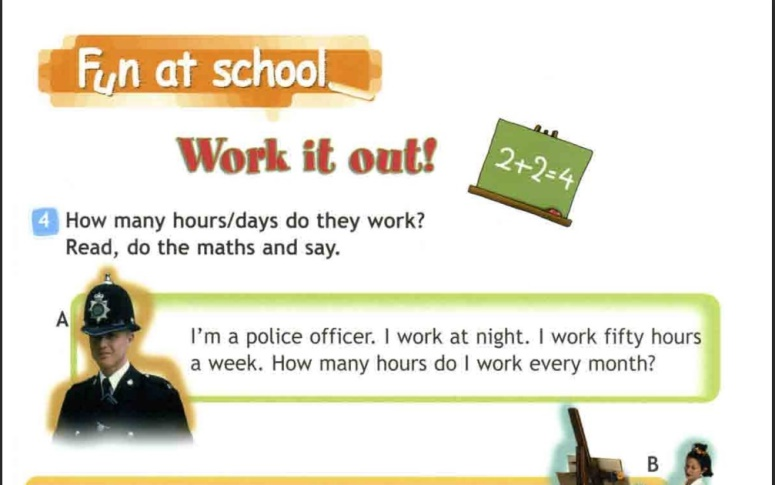 Fun at school
Work it out!
2+2=4
4 How many hours/days do they work?
Read, do the maths and say.
A
I'm a police officer. I work at night. I work fifty hours
a week. How many hours do I work every month?
B